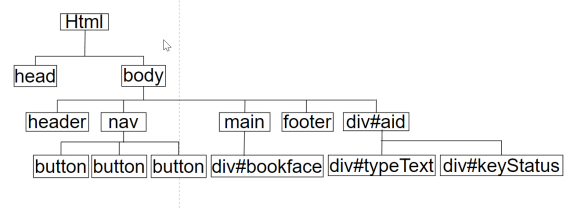 Html
head body
header nav main footer div#aid
button button button div#bookface div#typeText div#keyStatus